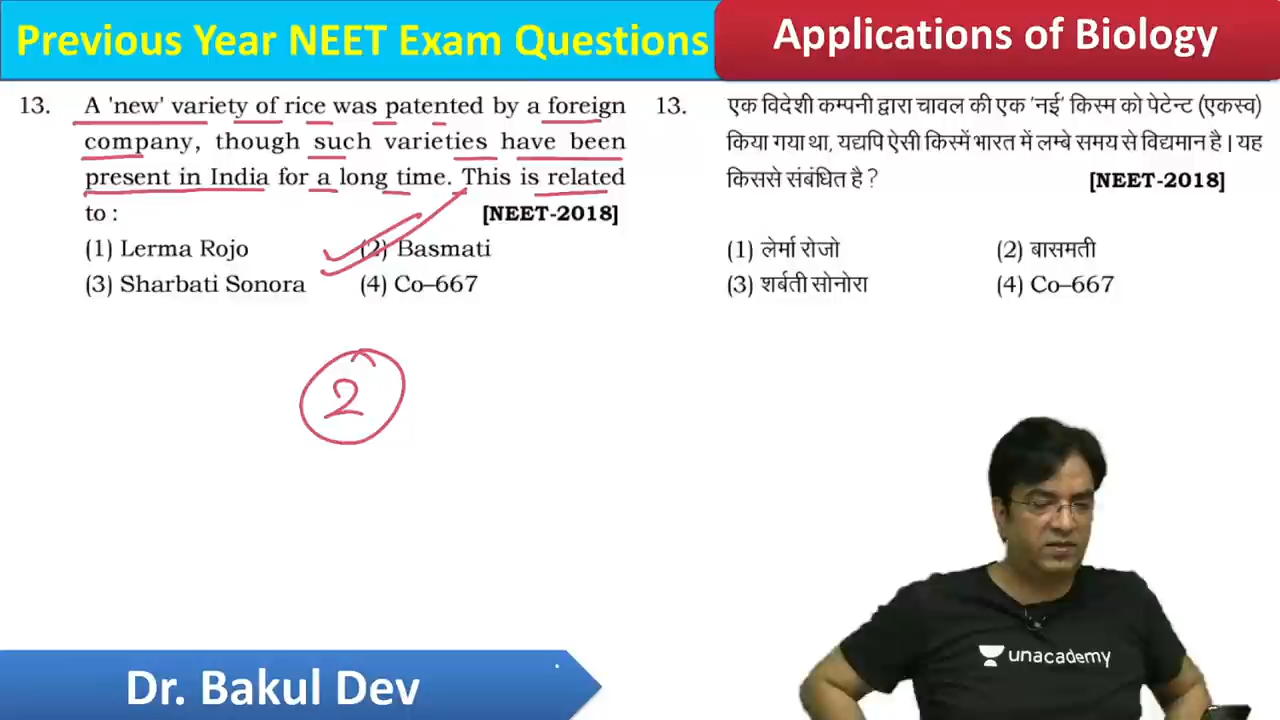 Previous Year NEET Exam Questions
Applications of Biology
13. A 'new' variety of rice was patented by a foreign
company, though such varieties have been
present in India for a long time. This is related
to : [NEET-2018]
(1) Lerma Rojo (2) Basmati
(3) Sharbati Sonora (4) Co–667
2
13. एक विदेशी कम्पनी द्वारा चावल की एक 'नई' किस्म को पेटेन्ट (एकस्व)
किया गया था, यद्यपि ऐसी किस्में भारत में लम्बे समय से विद्यमान है । यह
किससे संबंधित है ? [NEET-2018]
(1) लेर्मा रोजो (2) बासमती
(3) शर्बती सोनोरा (4) Co–667
unacademy
Dr. Bakul Dev